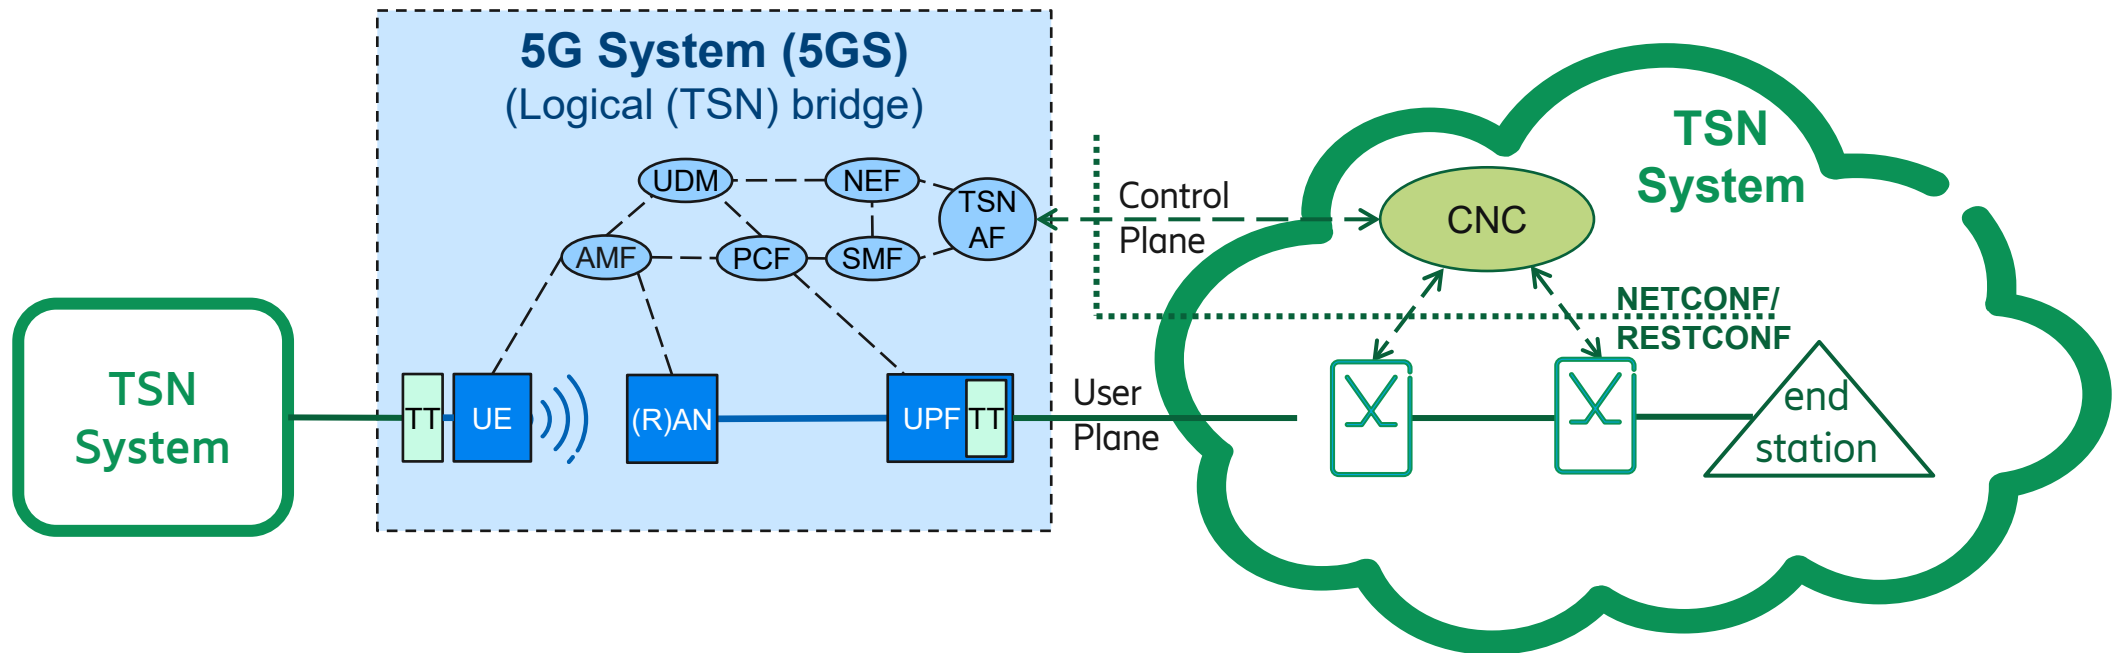 5G System (5GS)
(Logical (TSN) bridge)
UDM
NEF
TSN
AF
AMF
PCF
SMF
TSN
System
TT
UE
(R)AN
UPF
TT
Control
Plane
User
Plane
TSN
System
CNC
NETCONF/
RESTCONF
end
station